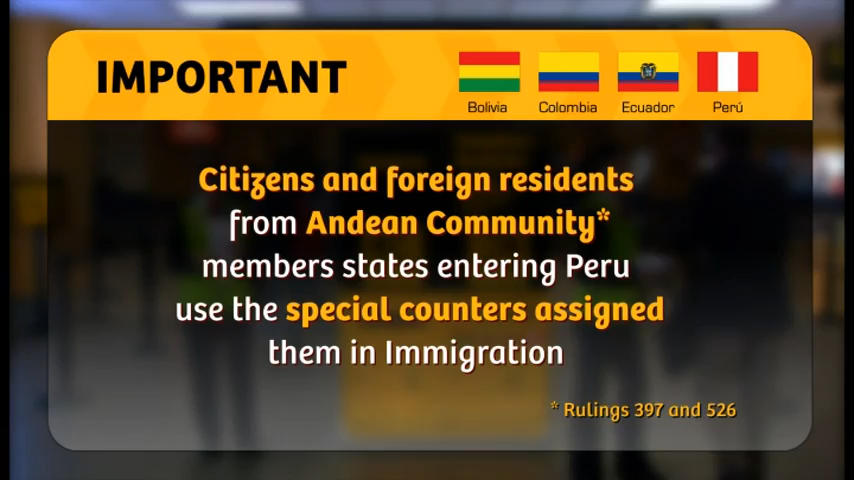 IMPORTANT
Bolivia Colombia Ecuador Perú
Citizens and foreign residents
from Andean Community*
members states entering Peru
use the special counters assigned
them in Immigration
* Rulings 397 and 526